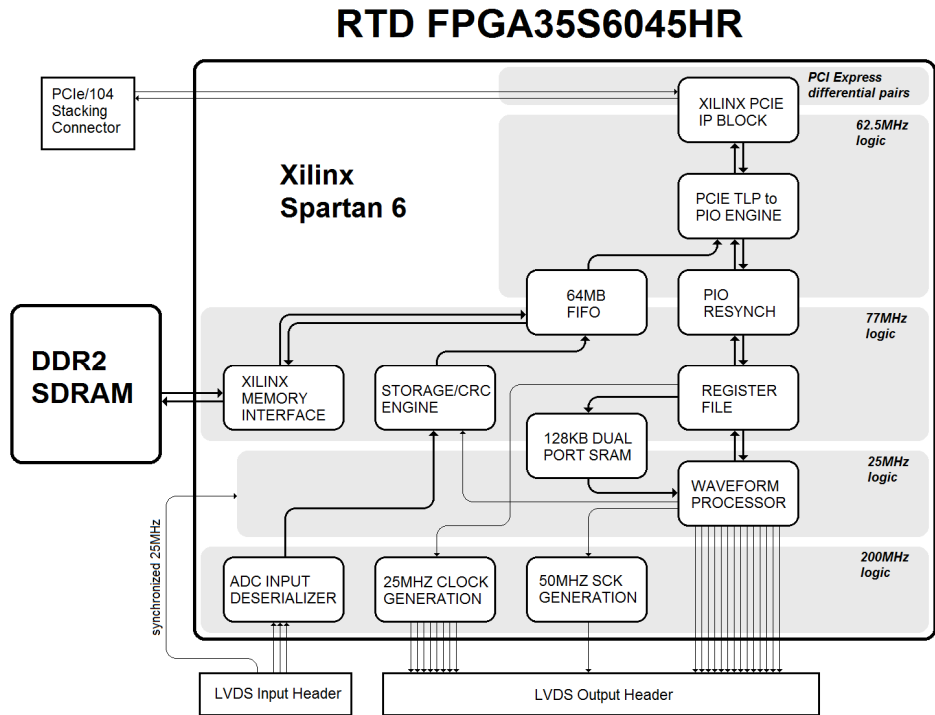 RTD FPGA35S6045HR
PCIe/104
Stacking
Connector
PCI Express
differential pairs
XILINX PCIE
IP BLOCK
62.5MHz
logic
Xilinx
Spartan 6
PCIE TLP to
PIO ENGINE
64MB
FIFO
PIO
RESYNCH
77MHz
logic
DDR2
SDRAM
XILINX
MEMORY
INTERFACE
STORAGE/CRC
ENGINE
REGISTER
FILE
128KB DUAL
PORT SRAM
25MHz
logic
WAVEFORM
PROCESSOR
synchronized 25MHz
200MHz
logic
ADC INPUT
DESERIALIZER
25MHZ CLOCK
GENERATION
50MHZ SCK
GENERATION
LVDS Input Header
LVDS Output Header